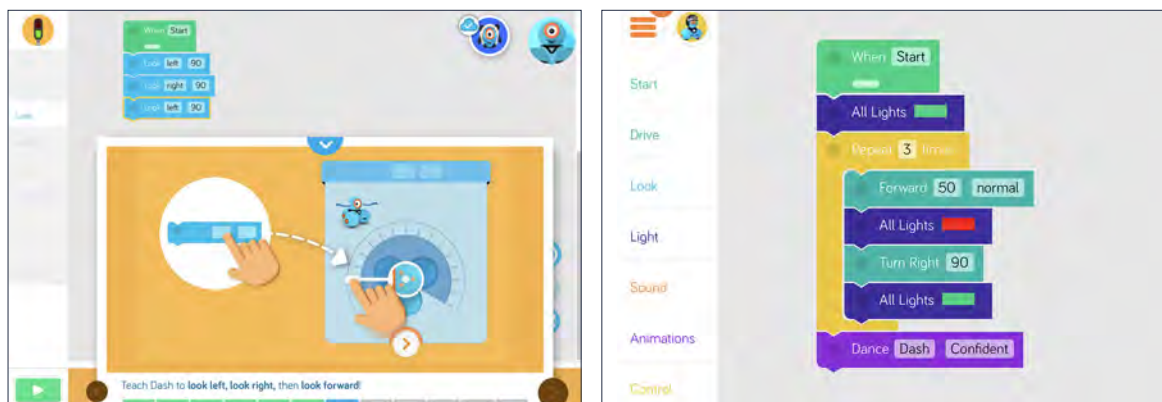 When Start
Look left 90
Look right 90
Look left 90
Look
Teach Dash to look left, look right, then look forward!
Start
Drive
Look
Light
Sound
Animations
Control
When Start
All Lights
Repeat 3 times
Forward 50 normal
All Lights
Turn Right 90
All Lights
Dance Dash Confident